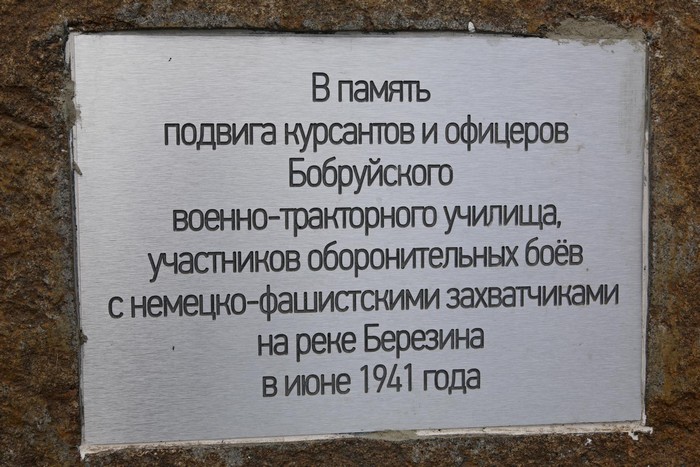 В память
подвига курсантов и офицеров
Бобруйского
военно-тракторного училища,
участников оборонительных боёв
с немецко-фашистскими захватчиками
на реке Березина
в июне 1941 года